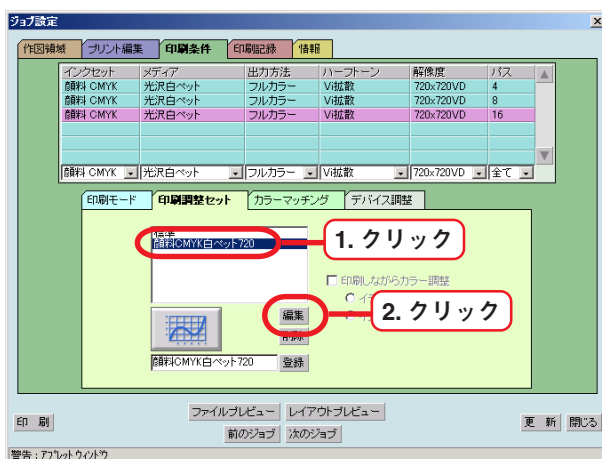 ジョブ設定
作図領域 プリント編集 印刷条件 印刷記録 情報
インクセット メディア 出力方法 ハーフトーン 解像度 パス
顔料 CMYK 光沢白ペット フルカラー Vi拡散 720x720VD 4
顔料 CMYK 光沢白ペット フルカラー Vi拡散 720x720VD 8
顔料 CMYK 光沢白ペット フルカラー Vi拡散 720x720VD 16
顔料 CMYK 光沢白ペット フルカラー Vi拡散 720x720VD 全て
印刷モード 印刷調整セット カラーマッチング デバイス調整
標準
顔料CMYK白ペット720
1. クリック
印刷しながらカラー調整
編集
2. クリック
削除
顔料CMYK白ペット720 登録
ファイルプレビュー レイアウトプレビュー
印 刷 更 新 閉じる
前のジョブ 次のジョブ
警告 : アプレット ウィンドウ